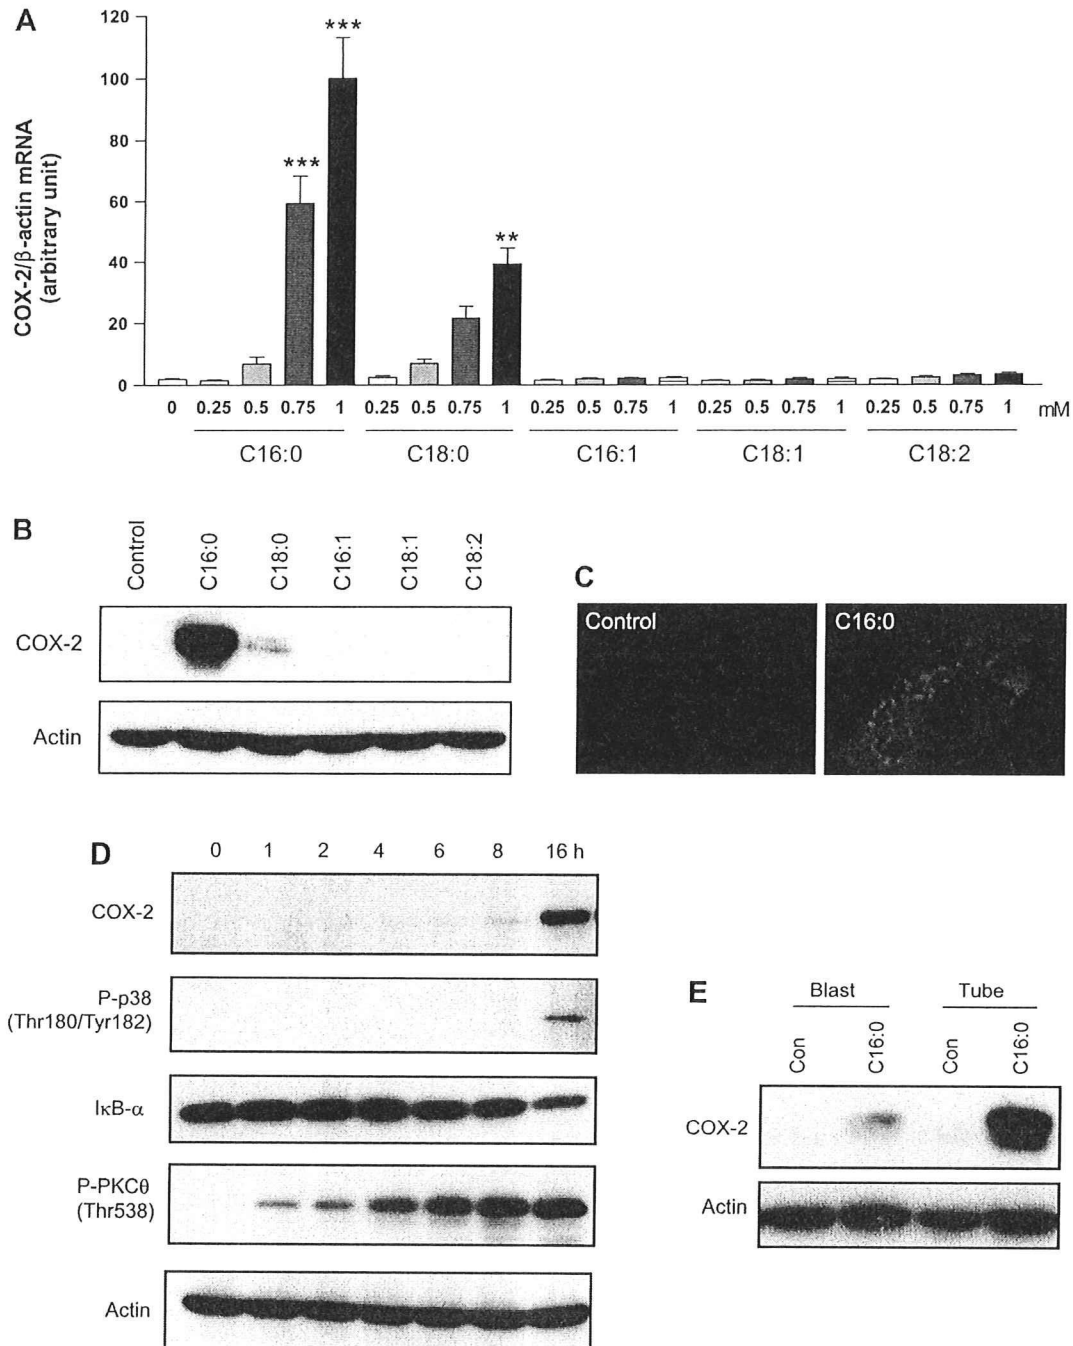 A
COX-2/β-actin mRNA
(arbitrary unit)
120
100
80
60
40
20
0
***
***
**
0 0.25 0.5 0.75 1 0.25 0.5 0.75 1 0.25 0.5 0.75 1 0.25 0.5 0.75 1 0.25 0.5 0.75 1 mM
C16:0 C18:0 C16:1 C18:1 C18:2
B
Control C16:0 C18:0 C16:1 C18:1 C18:2
COX-2
Actin
C
Control C16:0
D
0 1 2 4 6 8 16 h
COX-2
P-p38
(Thr180/Tyr182)
IκB-α
P-PKCθ
(Thr538)
Actin
E
Blast Tube
Con C16:0 Con C16:0
COX-2
Actin